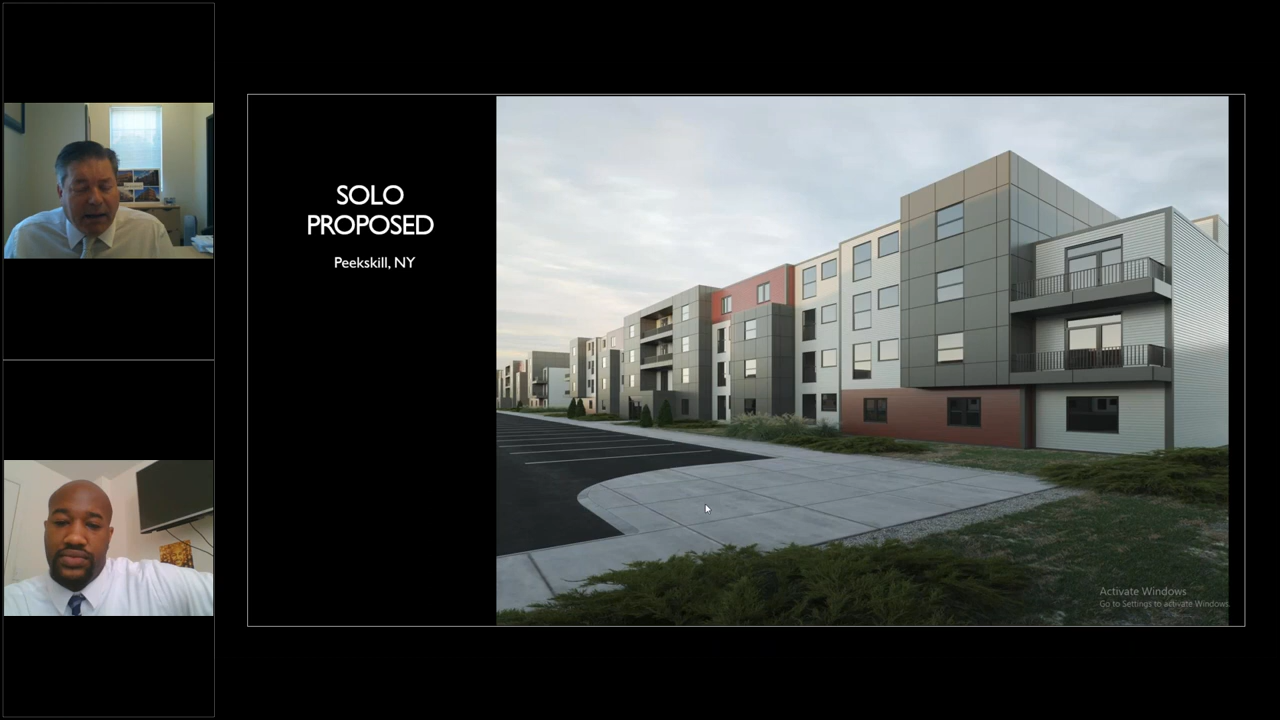 SOLO
PROPOSED
Peekskill, NY
Activate Windows
Go to Settings to activate Windows.